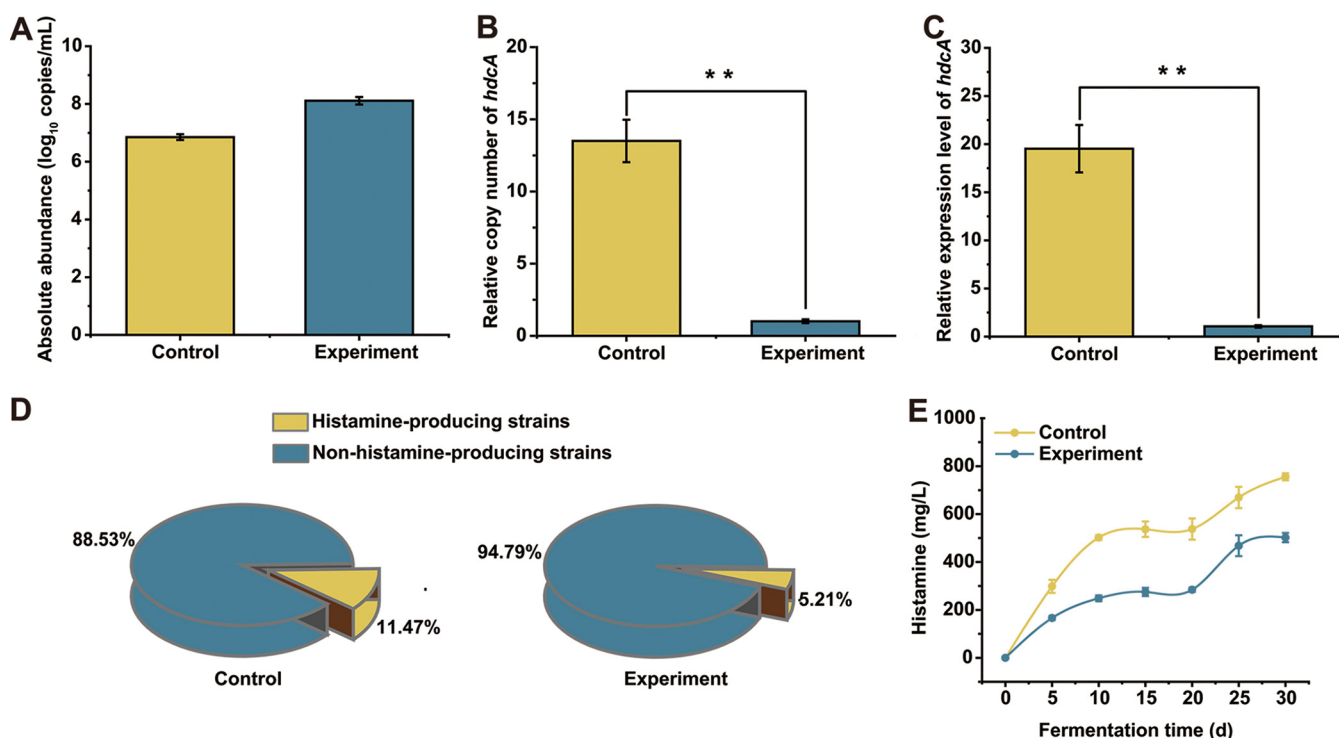 A
Absolute abundance (log10 copies/mL)
10
8
6
4
2
0
Control
Experiment
B
Relative copy number of hdcA
20
15
10
5
0
* *
Control
Experiment
C
Relative expression level of hdcA
30
25
20
15
10
5
0
* *
Control
Experiment
D
Histamine-producing strains
Non-histamine-producing strains
88.53%
11.47%
Control
94.79%
5.21%
Experiment
E
Histamine (mg/L)
1000
800
600
400
200
0
Control
Experiment
0 5 10 15 20 25 30
Fermentation time (d)